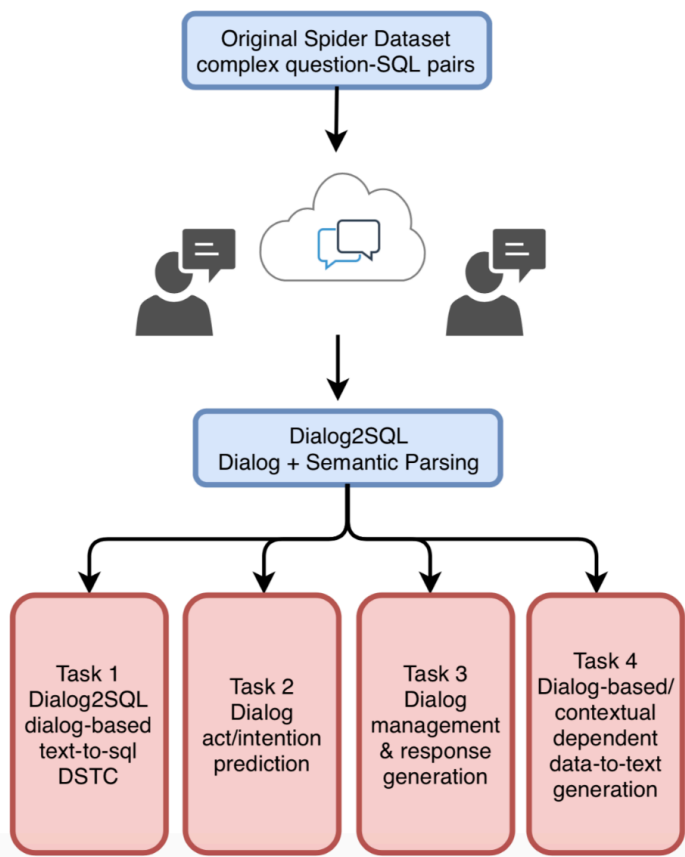 Original Spider Dataset
complex question-SQL pairs
Dialog2SQL
Dialog + Semantic Parsing
Task 1
Dialog2SQL
dialog-based
text-to-sql
DSTC
Task 2
Dialog
act/intention
prediction
Task 3
Dialog
management
& response
generation
Task 4
Dialog-based/
contextual
dependent
data-to-text
generation